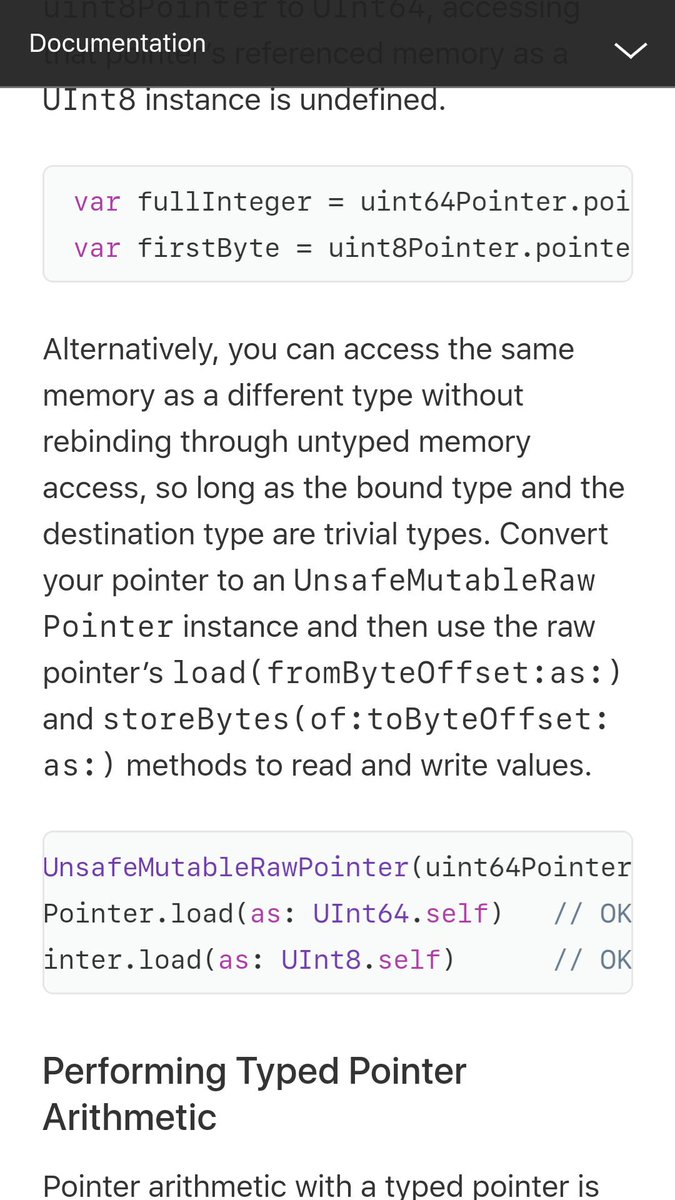 uint8Pointer to UInt64, accessing
Documentation
that pointer's referenced memory as a
UInt8 instance is undefined.
var fullInteger = uint64Pointer.poi
var firstByte = uint8Pointer.pointe
Alternatively, you can access the same
memory as a different type without
rebinding through untyped memory
access, so long as the bound type and the
destination type are trivial types. Convert
your pointer to an UnsafeMutableRaw
Pointer instance and then use the raw
pointer’s load(fromByteOffset:as:)
and storeBytes(of:toByteOffset:
as:) methods to read and write values.
UnsafeMutableRawPointer(uint64Pointer
Pointer.load(as: UInt64.self)   // OK
inter.load(as: UInt8.self)      // OK
Performing Typed Pointer
Arithmetic
Pointer arithmetic with a typed pointer is